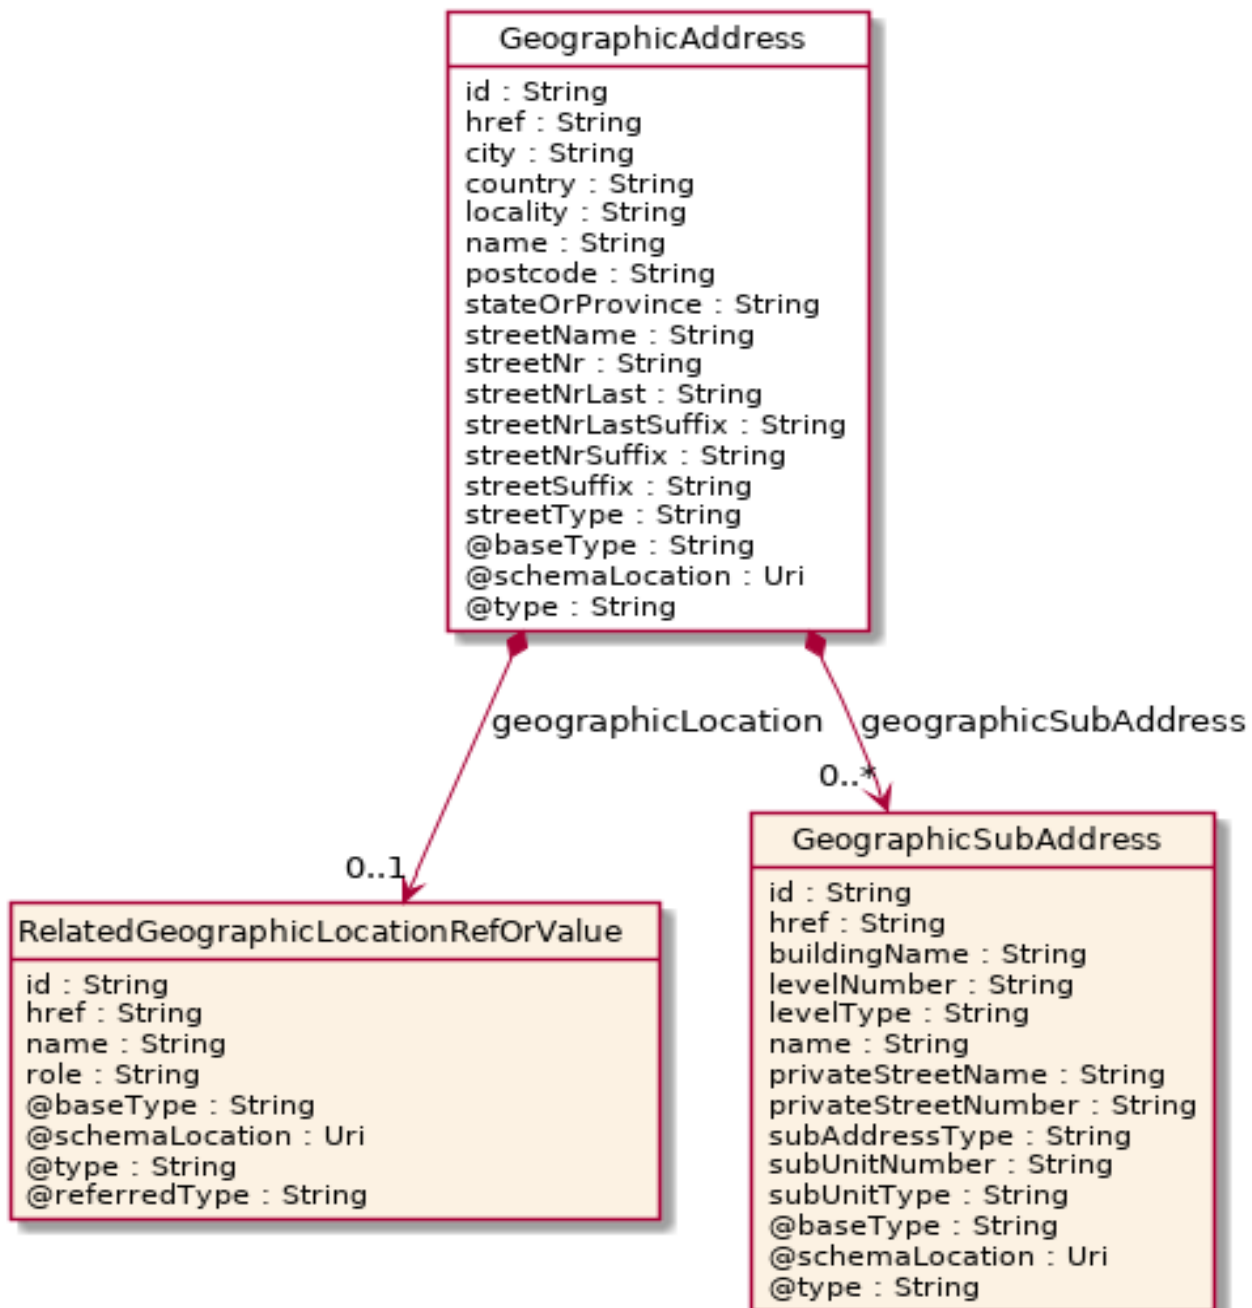 GeographicAddress
id : String
href : String
city : String
country : String
locality : String
name : String
postcode : String
stateOrProvince : String
streetName : String
streetNr : String
streetNrLast : String
streetNrLastSuffix : String
streetNrSuffix : String
streetSuffix : String
streetType : String
@baseType : String
@schemaLocation : Uri
@type : String
geographicLocation
geographicSubAddress
0..*
0..1
RelatedGeographicLocationRefOrValue
id : String
href : String
name : String
role : String
@baseType : String
@schemaLocation : Uri
@type : String
@referredType : String
GeographicSubAddress
id : String
href : String
buildingName : String
levelNumber : String
levelType : String
name : String
privateStreetName : String
privateStreetNumber : String
subAddressType : String
subUnitNumber : String
subUnitType : String
@baseType : String
@schemaLocation : Uri
@type : String